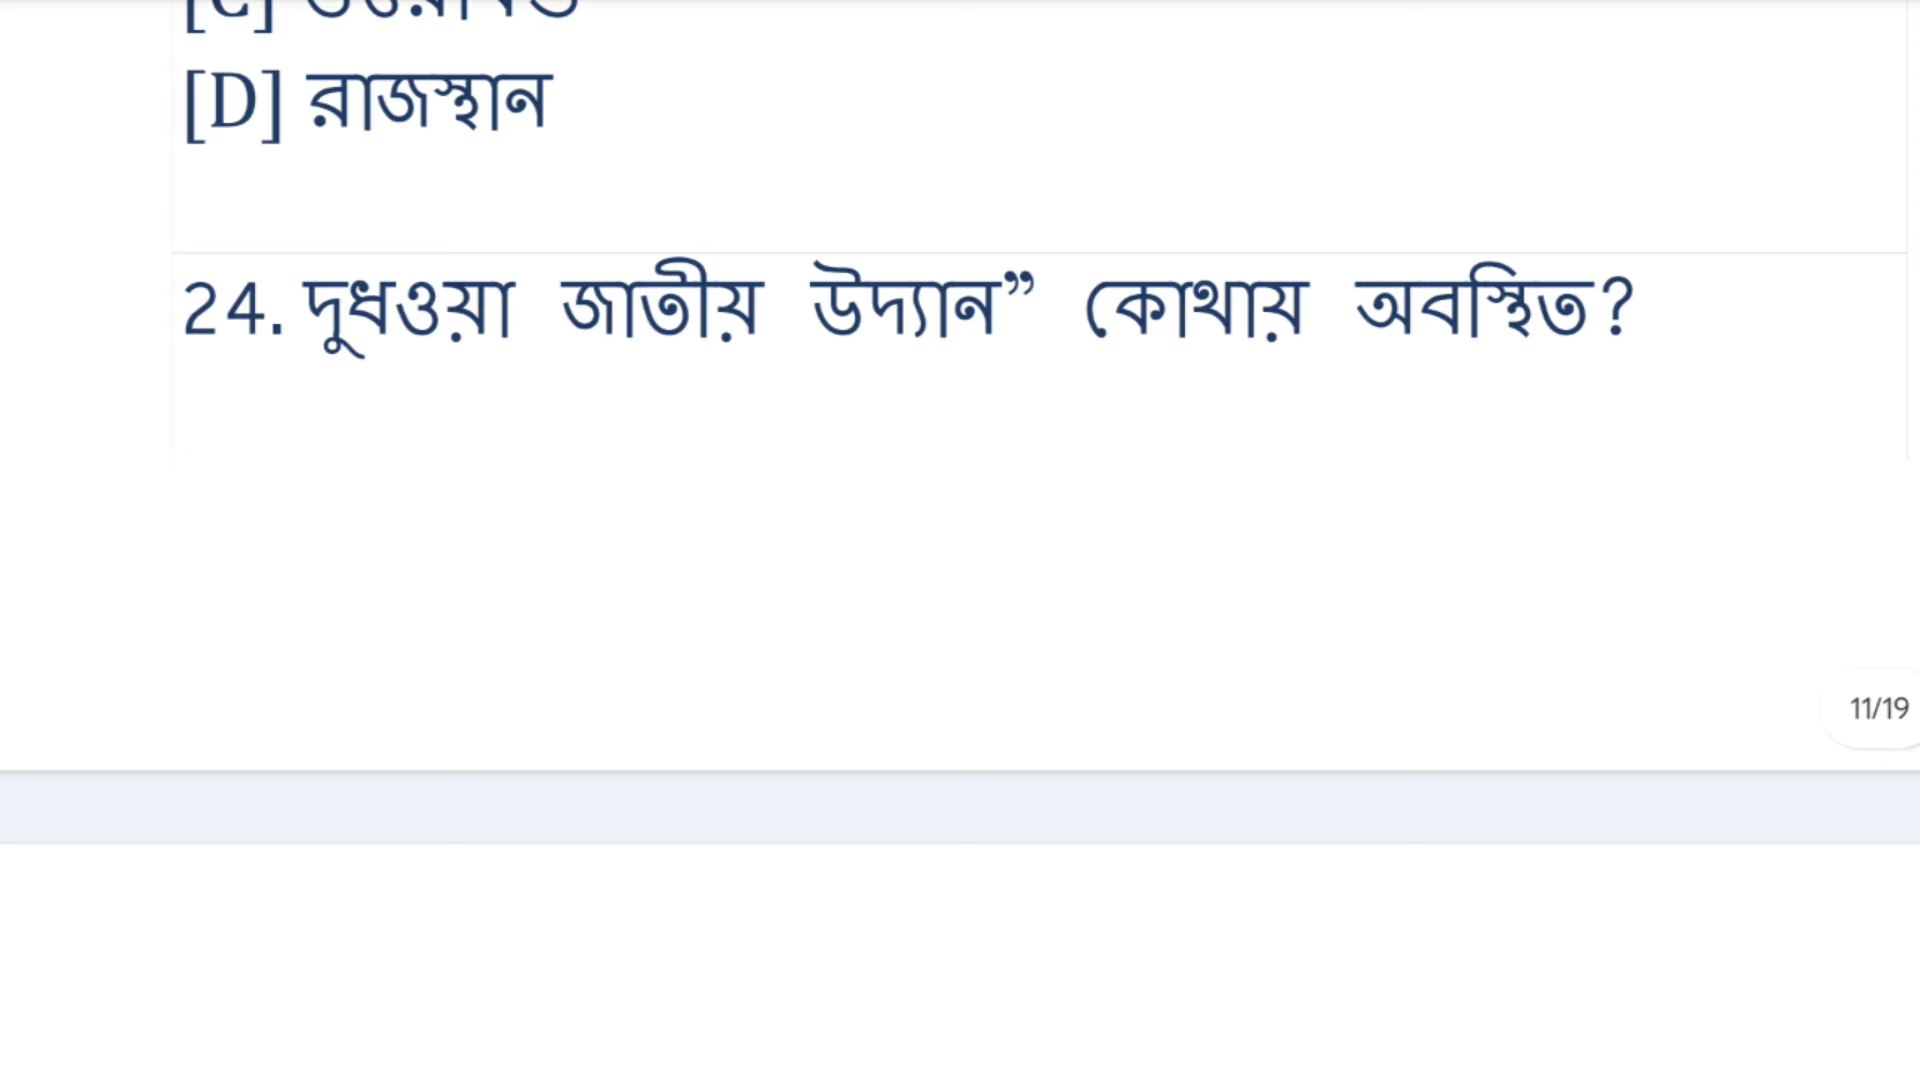 [C]
[D] রাজস্থান
24. দুধওয়া জাতীয় উদ্যান” কোথায় অবস্থিত?
11/19